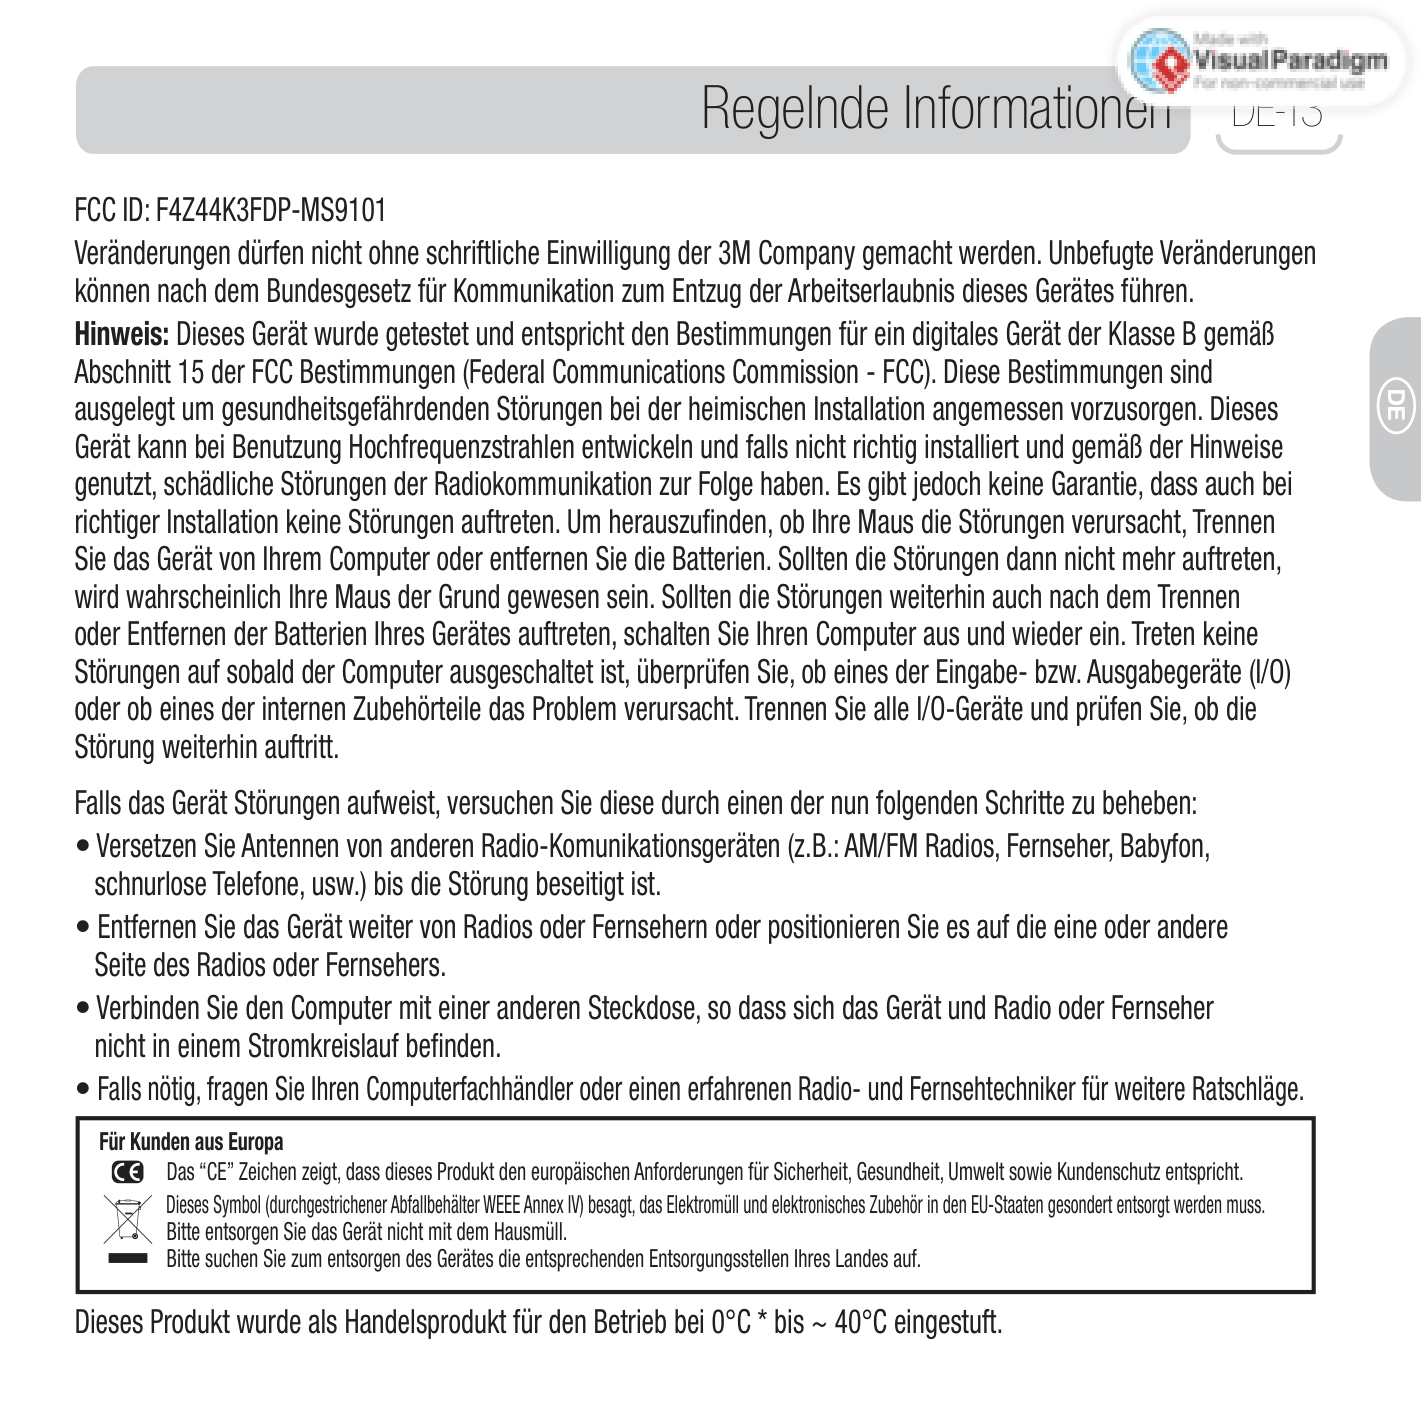 Made with
Visual Paradigm
For non-commercial use
Regelnde Informationen
DE-13
FCC ID: F4Z44K3FDP-MS9101
Veränderungen dürfen nicht ohne schriftliche Einwilligung der 3M Company gemacht werden. Unbefugte Veränderungen
können nach dem Bundesgesetz für Kommunikation zum Entzug der Arbeitserlaubnis dieses Gerätes führen.
Hinweis: Dieses Gerät wurde getestet und entspricht den Bestimmungen für ein digitales Gerät der Klasse B gemäß
Abschnitt 15 der FCC Bestimmungen (Federal Communications Commission - FCC). Diese Bestimmungen sind
ausgelegt um gesundheitsgefährdenden Störungen bei der heimischen Installation angemessen vorzusorgen. Dieses
Gerät kann bei Benutzung Hochfrequenzstrahlen entwickeln und falls nicht richtig installiert und gemäß der Hinweise
genutzt, schädliche Störungen der Radiokommunikation zur Folge haben. Es gibt jedoch keine Garantie, dass auch bei
richtiger Installation keine Störungen auftreten. Um herauszufinden, ob Ihre Maus die Störungen verursacht, Trennen
Sie das Gerät von Ihrem Computer oder entfernen Sie die Batterien. Sollten die Störungen dann nicht mehr auftreten,
wird wahrscheinlich Ihre Maus der Grund gewesen sein. Sollten die Störungen weiterhin auch nach dem Trennen
oder Entfernen der Batterien Ihres Gerätes auftreten, schalten Sie Ihren Computer aus und wieder ein. Treten keine
Störungen auf sobald der Computer ausgeschaltet ist, überprüfen Sie, ob eines der Eingabe- bzw. Ausgabegeräte (I/O)
oder ob eines der internen Zubehörteile das Problem verursacht. Trennen Sie alle I/O-Geräte und prüfen Sie, ob die
Störung weiterhin auftritt.
DE
Falls das Gerät Störungen aufweist, versuchen Sie diese durch einen der nun folgenden Schritte zu beheben:
• Versetzen Sie Antennen von anderen Radio-Komunikationsgeräten (z.B.: AM/FM Radios, Fernseher, Babyfon,
schnurlose Telefone, usw.) bis die Störung beseitigt ist.
• Entfernen Sie das Gerät weiter von Radios oder Fernsehern oder positionieren Sie es auf die eine oder andere
Seite des Radios oder Fernsehers.
• Verbinden Sie den Computer mit einer anderen Steckdose, so dass sich das Gerät und Radio oder Fernseher
nicht in einem Stromkreislauf befinden.
• Falls nötig, fragen Sie Ihren Computerfachhändler oder einen erfahrenen Radio- und Fernsehtechniker für weitere Ratschläge.
Für Kunden aus Europa
CE Das “CE” Zeichen zeigt, dass dieses Produkt den europäischen Anforderungen für Sicherheit, Gesundheit, Umwelt sowie Kundenschutz entspricht.
Dieses Symbol (durchgestrichener Abfallbehälter WEEE Annex IV) besagt, das Elektromüll und elektronisches Zubehör in den EU-Staaten gesondert entsorgt werden muss.
Bitte entsorgen Sie das Gerät nicht mit dem Hausmüll.
Bitte suchen Sie zum entsorgen des Gerätes die entsprechenden Entsorgungsstellen Ihres Landes auf.
Dieses Produkt wurde als Handelsprodukt für den Betrieb bei 0°C * bis ~ 40°C eingestuft.